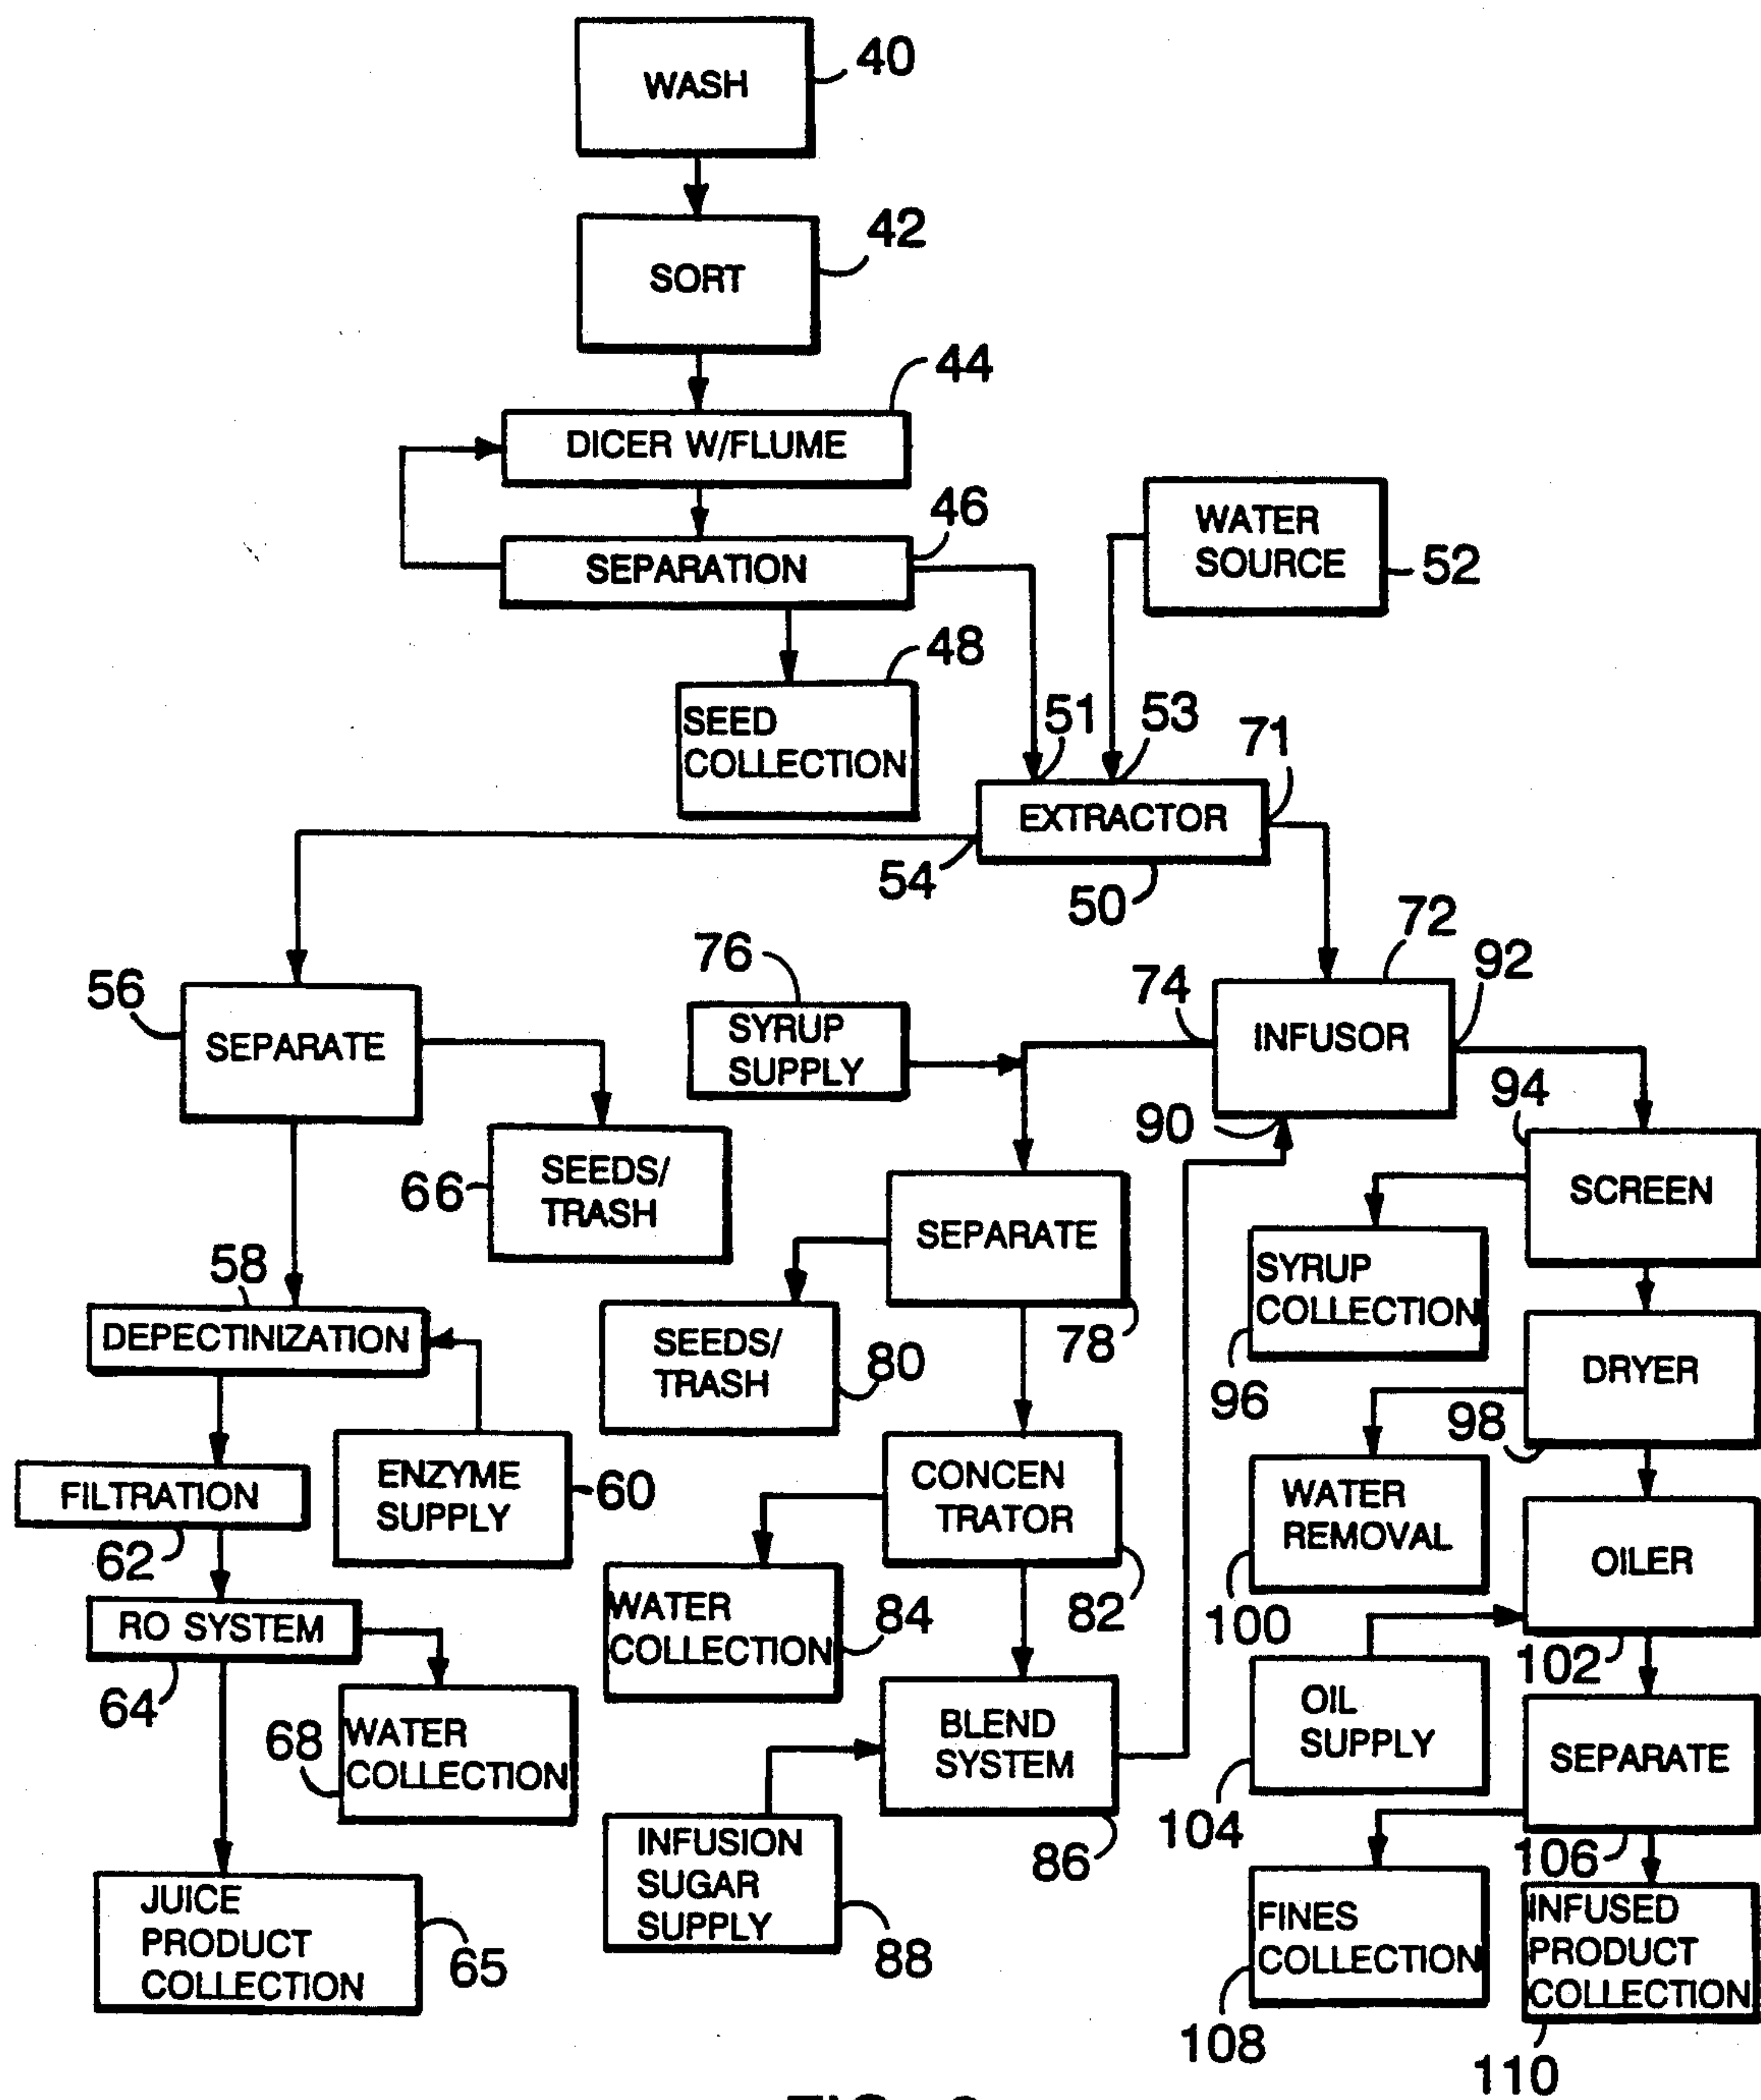 WASH
40
SORT
42
44
DICER W/FLUME
46
SEPARATION
WATER
SOURCE
52
48
SEED
COLLECTION
51
53
71
EXTRACTOR
54
50
72
76
74
92
56
SEPARATE
SYRUP
SUPPLY
INFUSOR
90
94
66
SEEDS/
TRASH
SEPARATE
78
SCREEN
58
DEPECTINIZATION
SEEDS/
TRASH
80
SYRUP
COLLECTION
96
DRYER
98
FILTRATION
62
ENZYME
SUPPLY
60
CONCEN
TRATOR
82
WATER
REMOVAL
100
OILER
102
RO SYSTEM
64
WATER
COLLECTION
84
68
WATER
COLLECTION
BLEND
SYSTEM
86
OIL
SUPPLY
104
SEPARATE
106
JUICE
PRODUCT
COLLECTION
65
INFUSION
SUGAR
SUPPLY
88
FINES
COLLECTION
108
INFUSED
PRODUCT
COLLECTION
110